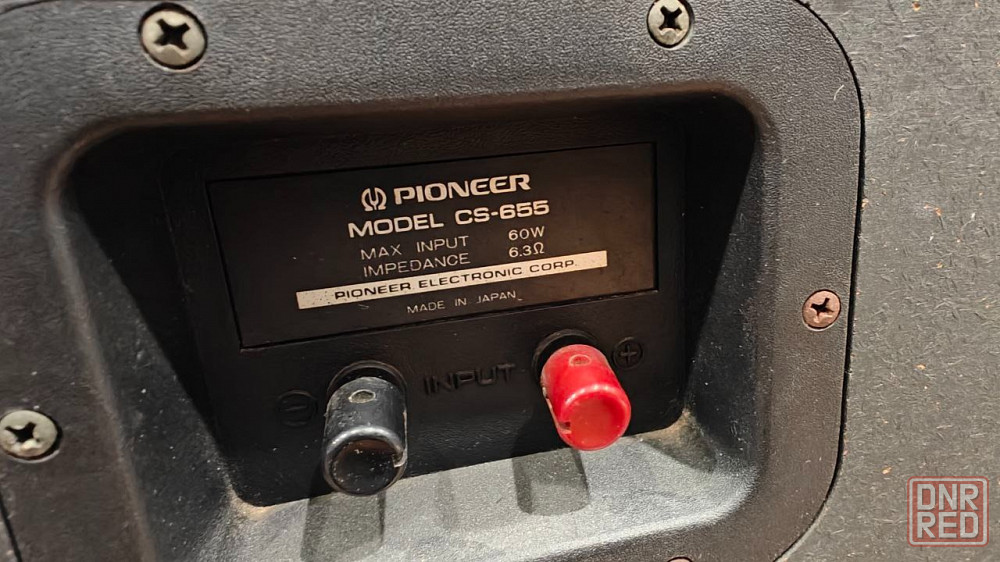 PIONEER
MODEL CS-655
MAX INPUT 60W
IMPEDANCE 6.3Ω
PIONEER ELECTRONIC CORP.
MADE IN JAPAN
INPUT
DNR
RED